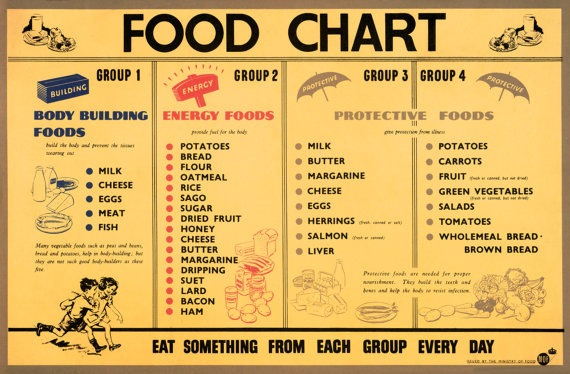 FOOD CHART
GROUP 1
BUILDING
BODY BUILDING
FOODS
build the body and prevent the tissues
wearing out
MILK
CHEESE
EGGS
MEAT
FISH
Many vegetable foods such as peas and beans,
bread and potatoes, help in body-building; but
they are not such good body-builders as these
five.
GROUP 2
ENERGY
ENERGY FOODS
provide fuel for the body
POTATOES
BREAD
FLOUR
OATMEAL
RICE
SAGO
SUGAR
DRIED FRUIT
HONEY
CHEESE
BUTTER
MARGARINE
DRIPPING
SUET
LARD
BACON
HAM
PROTECTIVE
GROUP 3
GROUP 4
PROTECTIVE
PROTECTIVE FOODS
give protection from illness
MILK
BUTTER
MARGARINE
CHEESE
EGGS
HERRINGS (fresh, canned or salt)
SALMON (fresh or canned)
LIVER
POTATOES
CARROTS
FRUIT (fresh or canned, but not dried)
GREEN VEGETABLES
(fresh or canned, but not dried)
SALADS
TOMATOES
WHOLEMEAL BREAD·
BROWN BREAD
Protective foods are needed for proper
nourishment. They build the teeth and
bones and help the body to resist infection.
EAT SOMETHING FROM EACH GROUP EVERY DAY
ISSUED BY THE MINISTRY OF FOOD